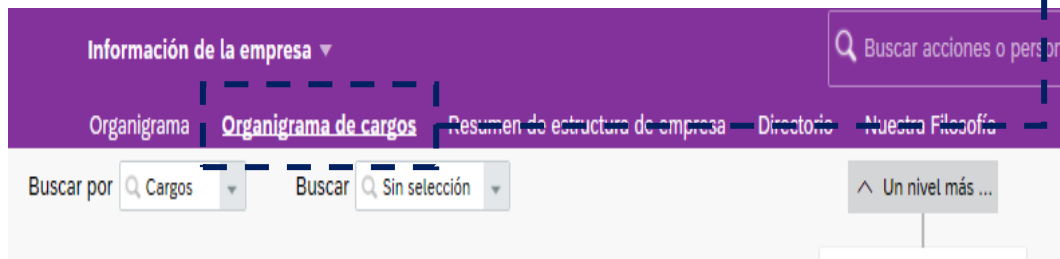 Información de la empresa
Buscar acciones o person
Organigrama Organigrama de cargos Resumen de estructura de empresa Directorio Nuestra Filosofía
Buscar por Cargos Buscar Sin selección Un nivel más ...